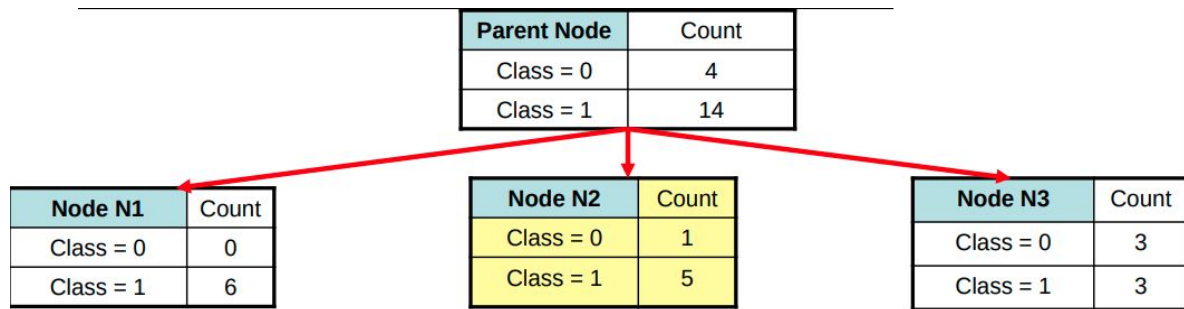 Parent Node Count
Class = 0 4
Class = 1 14
Node N1 Count
Class = 0 0
Class = 1 6
Node N2 Count
Class = 0 1
Class = 1 5
Node N3 Count
Class = 0 3
Class = 1 3